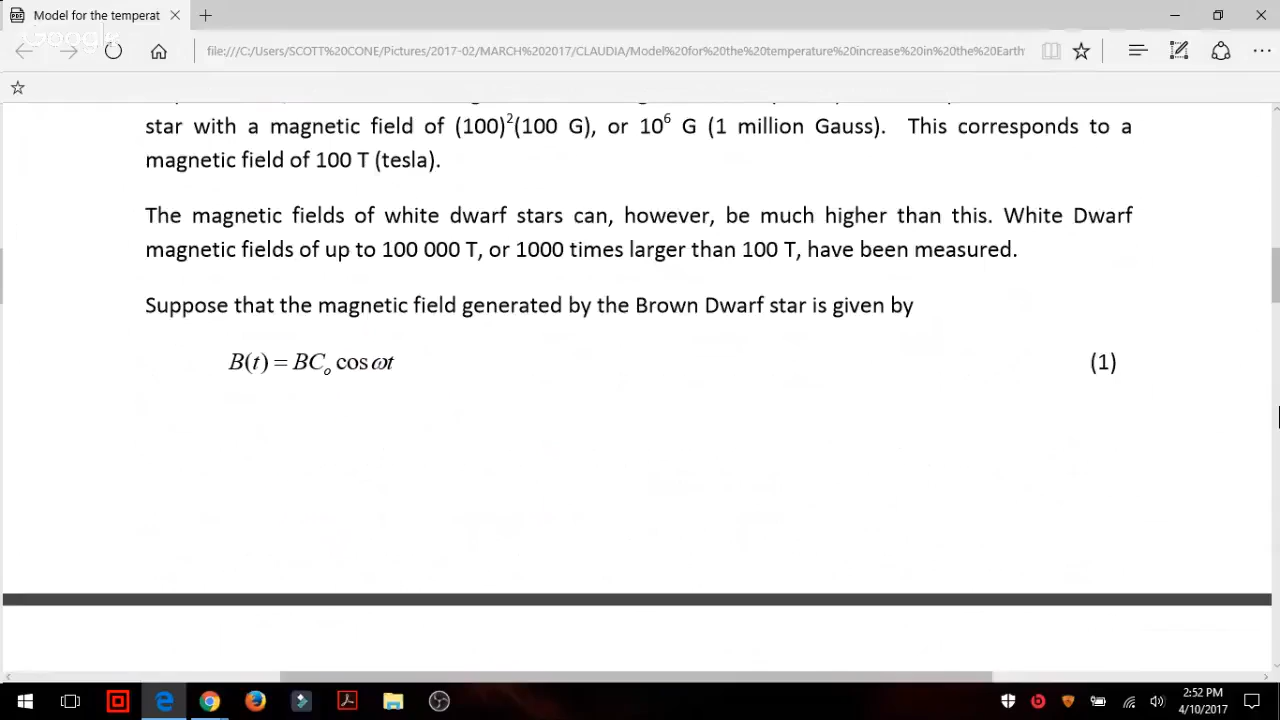 Model for the temperat
Google
file:///C:/Users/SCOTT%20CONE/Pictures/2017-02/MARCH%202017/CLAUDIA/Model%20for%20the%20temperature%20increase%20in%20the%20Earth
star with a magnetic field of (100)²(100 G), or 10⁶ G (1 million Gauss). This corresponds to a
magnetic field of 100 T (tesla).
The magnetic fields of white dwarf stars can, however, be much higher than this. White Dwarf
magnetic fields of up to 100 000 T, or 1000 times larger than 100 T, have been measured.
Suppose that the magnetic field generated by the Brown Dwarf star is given by
B(t) = BCₒ cos ωt (1)
2:52 PM
4/10/2017